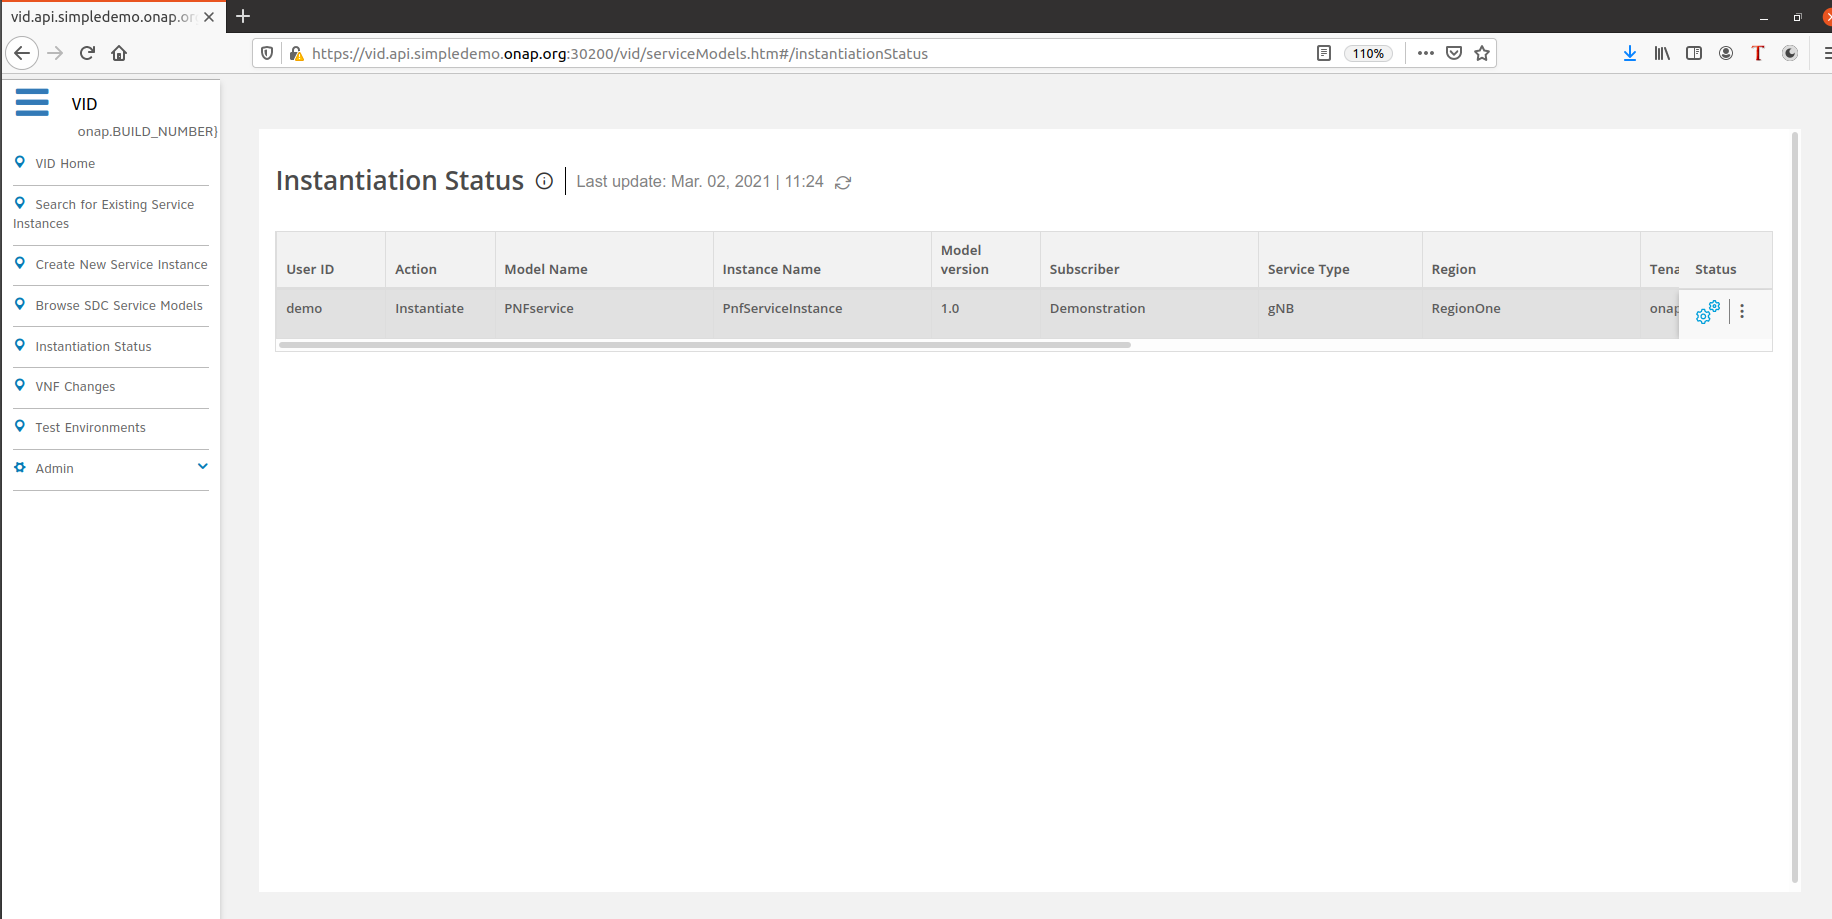 vid.api.simpledemo.onap.or
https://vid.api.simpledemo.onap.org:30200/vid/serviceModels.htm#/instantiationStatus
110%
VID
onap.BUILD_NUMBER}
VID Home
Search for Existing Service
Instances
Create New Service Instance
Browse SDC Service Models
Instantiation Status
VNF Changes
Test Environments
Admin
Instantiation Status
Last update: Mar. 02, 2021 | 11:24
User ID Action Model Name Instance Name Model version Subscriber Service Type Region Tena Status
demo Instantiate PNFservice PnfServiceInstance 1.0 Demonstration gNB RegionOne onap